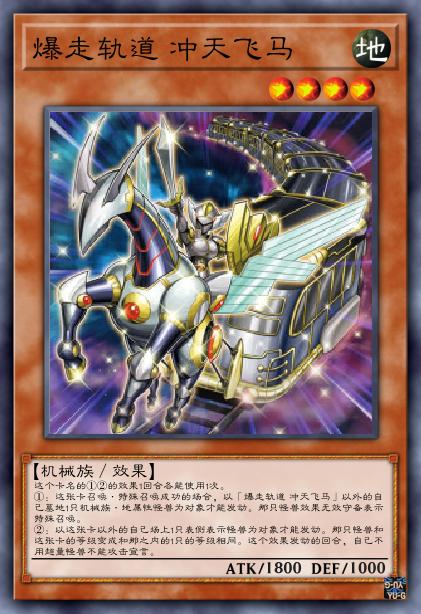 爆走轨道 冲天飞马
地
【机械族／效果】
这个卡名的①②的效果1回合各能使用1次。
①：这张卡召唤・特殊召唤成功的场合，以「爆走轨道 冲天飞马」以外的自
己墓地1只机械族・地属性怪兽为对象才能发动。那只怪兽效果无效守备表示
特殊召唤。
②：以这张卡以外的自己场上1只表侧表示怪兽为对象才能发动。那只怪兽和
这张卡的等级变成和那之内的1只的等级相同。这个效果发动的回合，自己不
用超量怪兽不能攻击宣言。
ATK/1800 DEF/1000